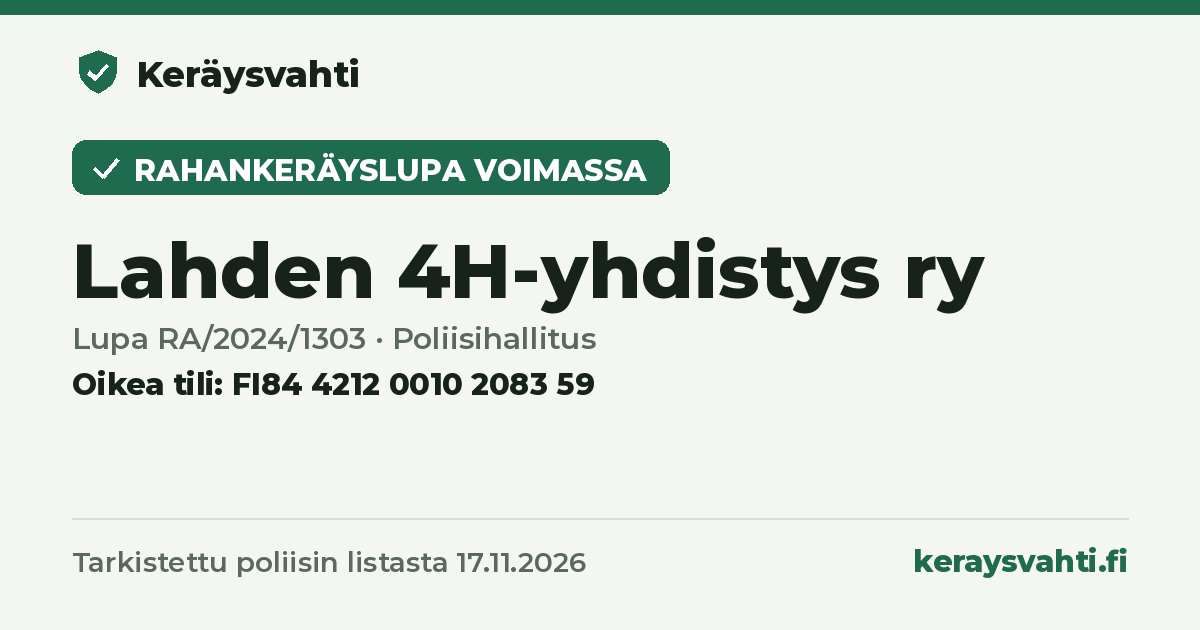 Keräysvahti
RAHANKERÄYSLUPA VOIMASSA
Lahden 4H-yhdistys ry
Lupa RA/2024/1303 · Poliisihallitus
Oikea tili: FI84 4212 0010 2083 59
Tarkistettu poliisin listasta 17.11.2026
keraysvahti.fi